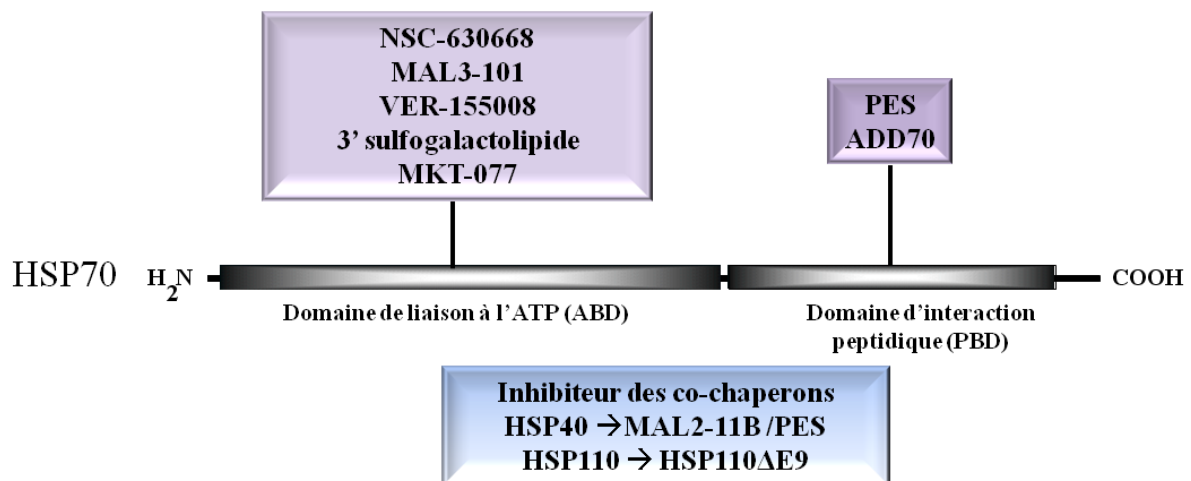 NSC-630668
MAL3-101
VER-155008
3’ sulfogalactolipide
MKT-077
PES
ADD70
HSP70
H2N
COOH
Domaine de liaison à l’ATP (ABD)
Domaine d’interaction
peptidique (PBD)
Inhibiteur des co-chaperons
HSP40 →MAL2-11B /PES
HSP110 → HSP110ΔE9